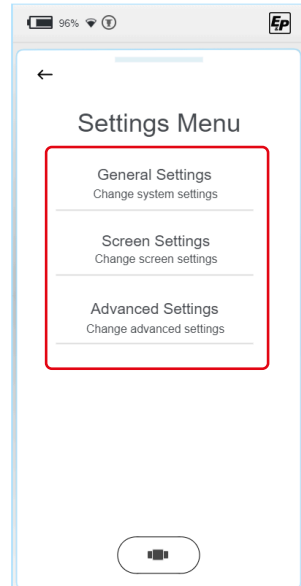 96%
EP
Settings Menu
General Settings
Change system settings
Screen Settings
Change screen settings
Advanced Settings
Change advanced settings